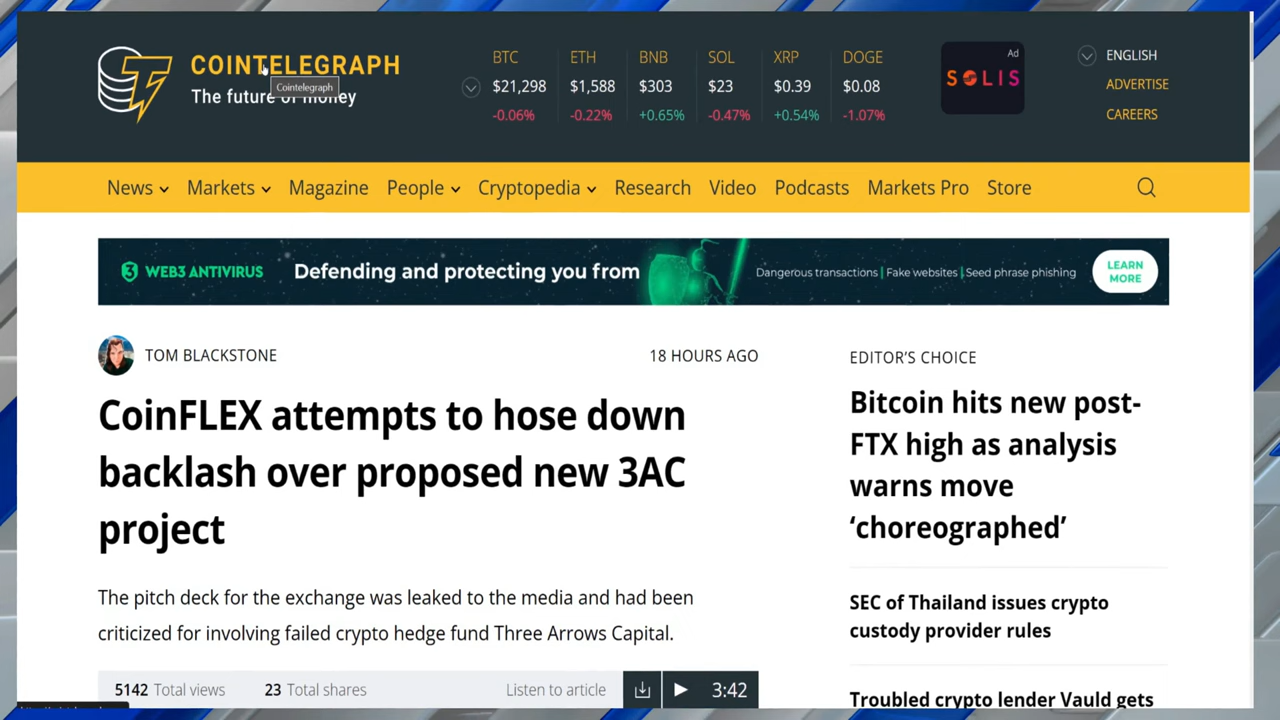 COINTELEGRAPH
The future of money
Cointelegraph
BTC ETH BNB SOL XRP DOGE
$21,298 $1,588 $303 $23 $0.39 $0.08
-0.06% -0.22% +0.65% -0.47% +0.54% -1.07%
Ad
SOLIS
ENGLISH
ADVERTISE
CAREERS
News Markets Magazine People Cryptopedia Research Video Podcasts Markets Pro Store
WEB3 ANTIVIRUS Defending and protecting you from Dangerous transactions | Fake websites | Seed phrase phishing
LEARN
MORE
TOM BLACKSTONE 18 HOURS AGO
CoinFLEX attempts to hose down
backlash over proposed new 3AC
project
The pitch deck for the exchange was leaked to the media and had been
criticized for involving failed crypto hedge fund Three Arrows Capital.
5142 Total views 23 Total shares Listen to article 3:42
EDITOR'S CHOICE
Bitcoin hits new post-
FTX high as analysis
warns move
‘choreographed’
SEC of Thailand issues crypto
custody provider rules
Troubled crypto lender Vauld gets